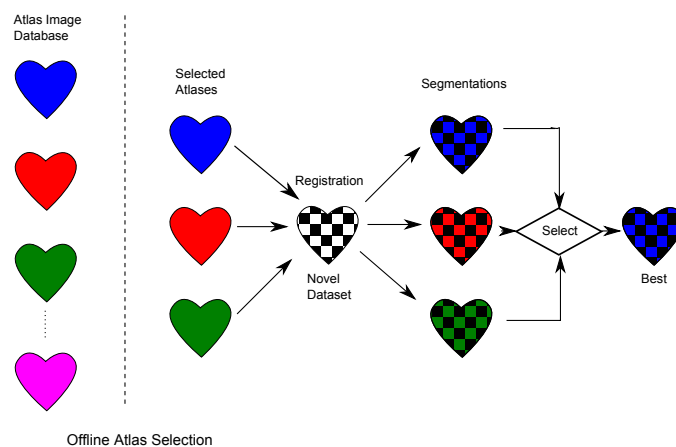 Atlas Image
Database
Selected
Atlases
Segmentations
Registration
Select
Novel
Dataset
Best
Offline Atlas Selection